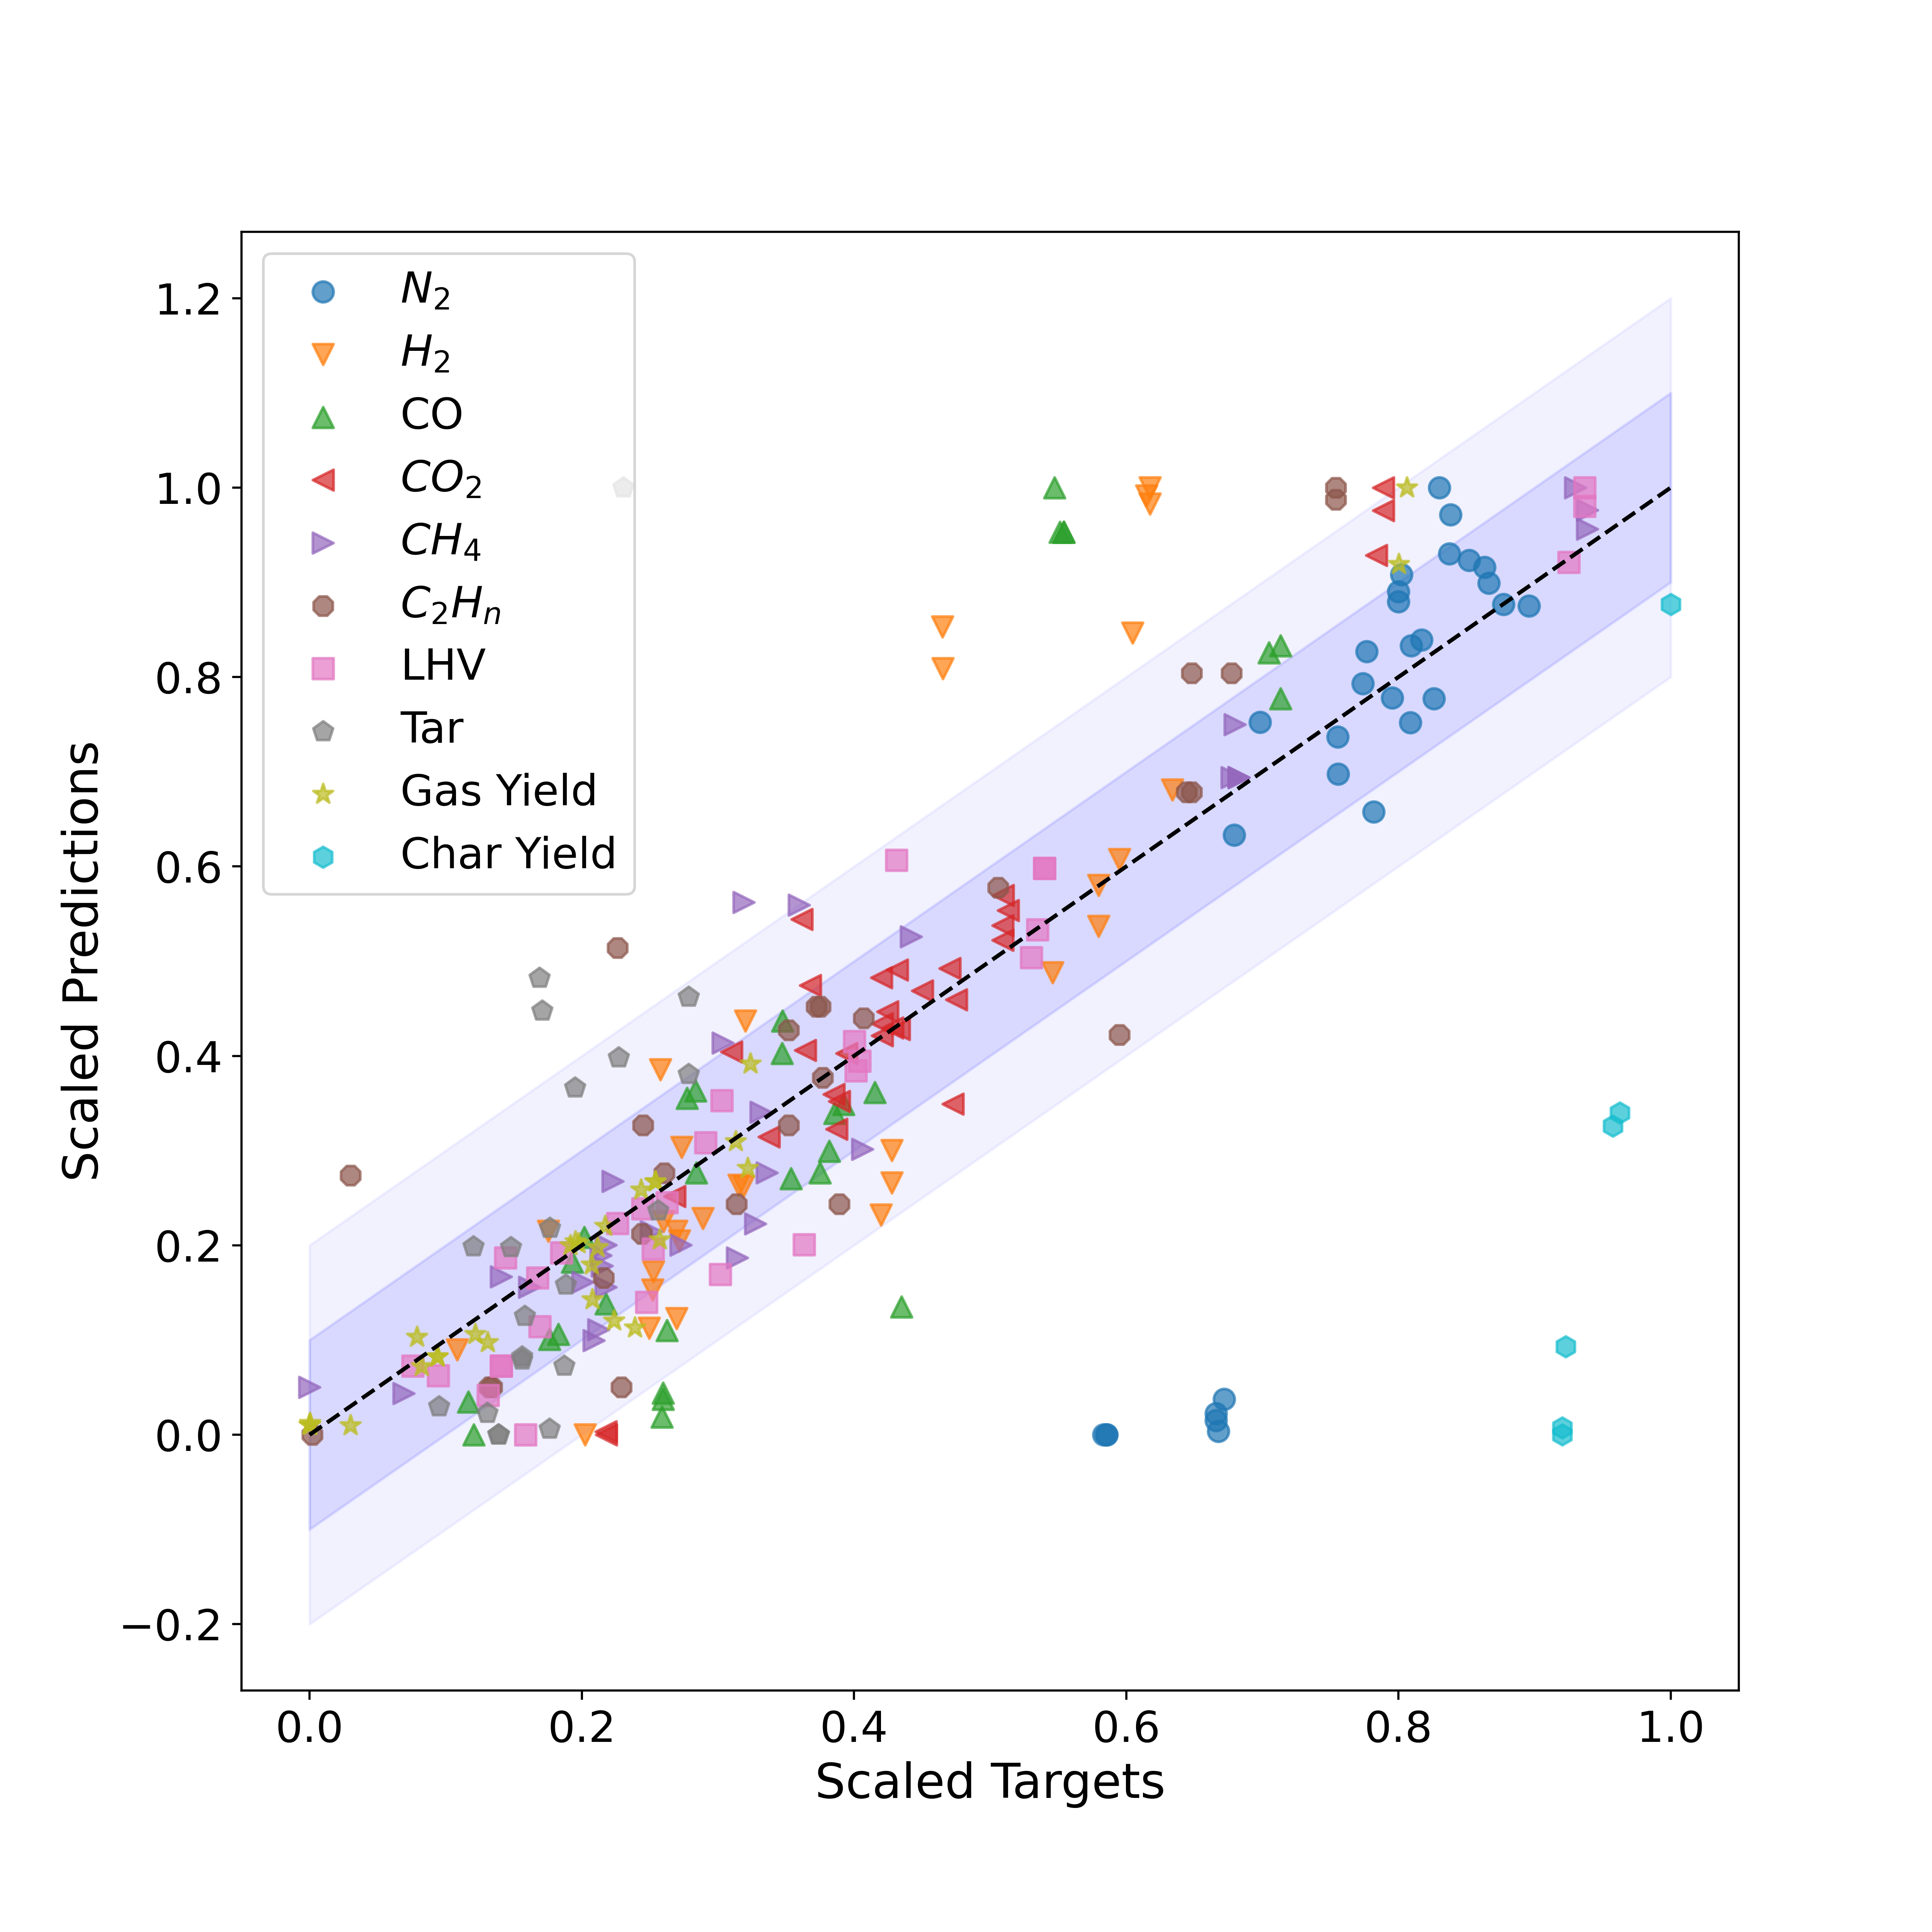 N₂
H₂
CO
CO₂
CH₄
C₂Hₙ
LHV
Tar
Gas Yield
Char Yield
1.2
1.0
0.8
0.6
0.4
0.2
0.0
−0.2
Scaled Predictions
0.0 0.2 0.4 0.6 0.8 1.0
Scaled Targets